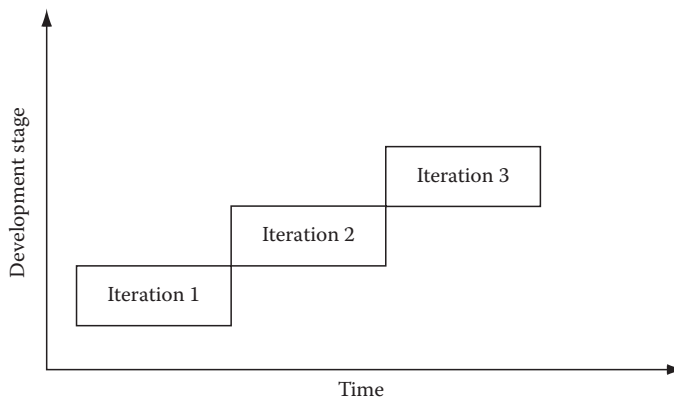 Development stage
Iteration 3
Iteration 2
Iteration 1
Time